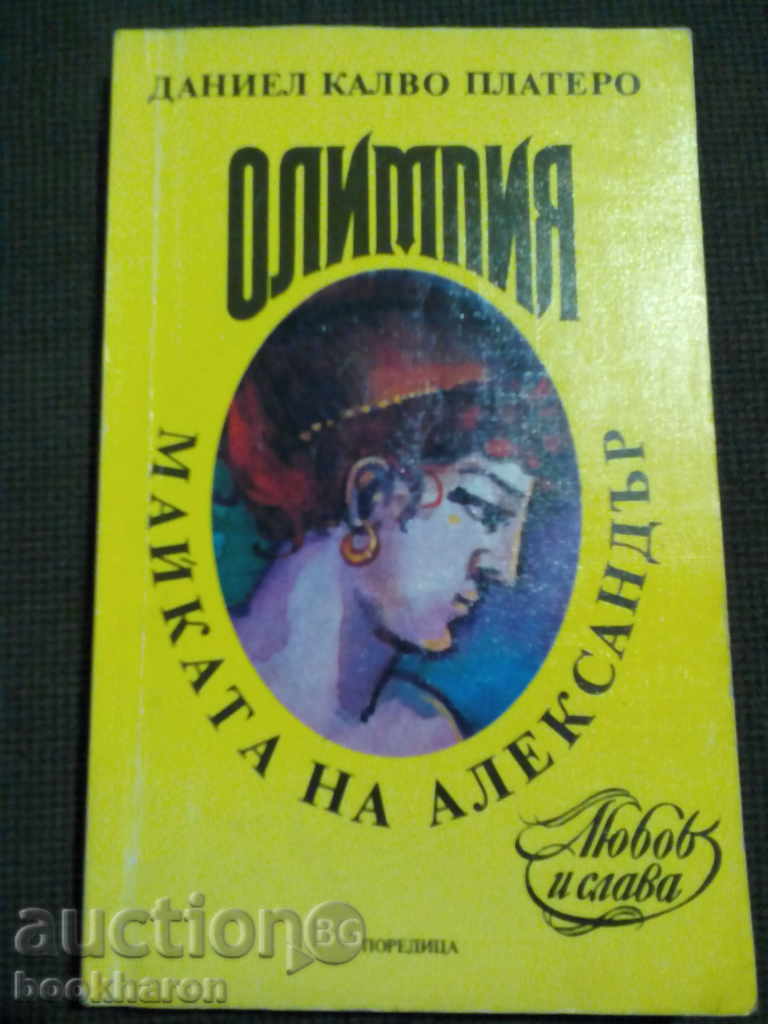 ДАНИЕЛ КАЛВО ПЛАТЕРО
ОЛИМПИЯ
МАЙКАТА НА АЛЕКСАНДЪР
Любов
и слава
ПОРЕДИЦА
auction BG
bookharon